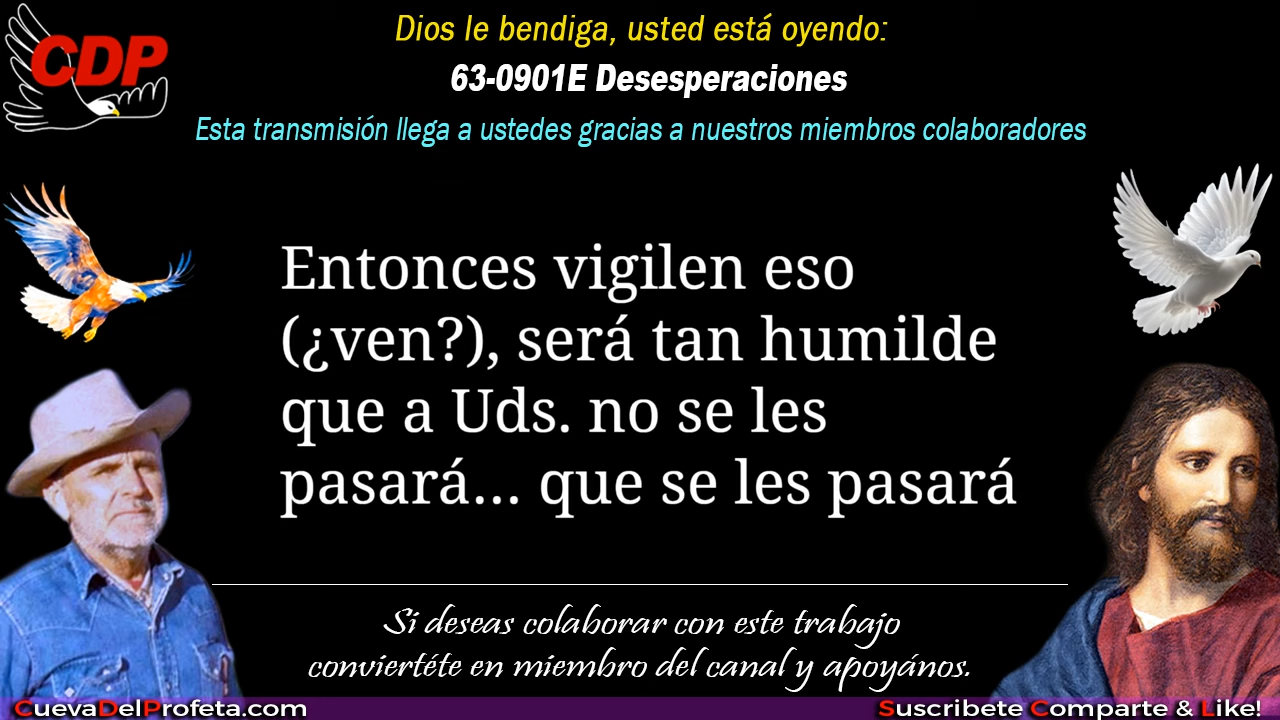 CDP
Dios le bendiga, usted está oyendo:
63-0901E Desesperaciones
Esta transmisión llega a ustedes gracias a nuestros miembros colaboradores
Entonces vigilen eso
(¿ven?), será tan humilde
que a Uds. no se les
pasará... que se les pasará
Si deseas colaborar con este trabajo
conviertéte en miembro del canal y apoyános.
CuevaDelProfeta.com
Suscribete Comparte & Like!